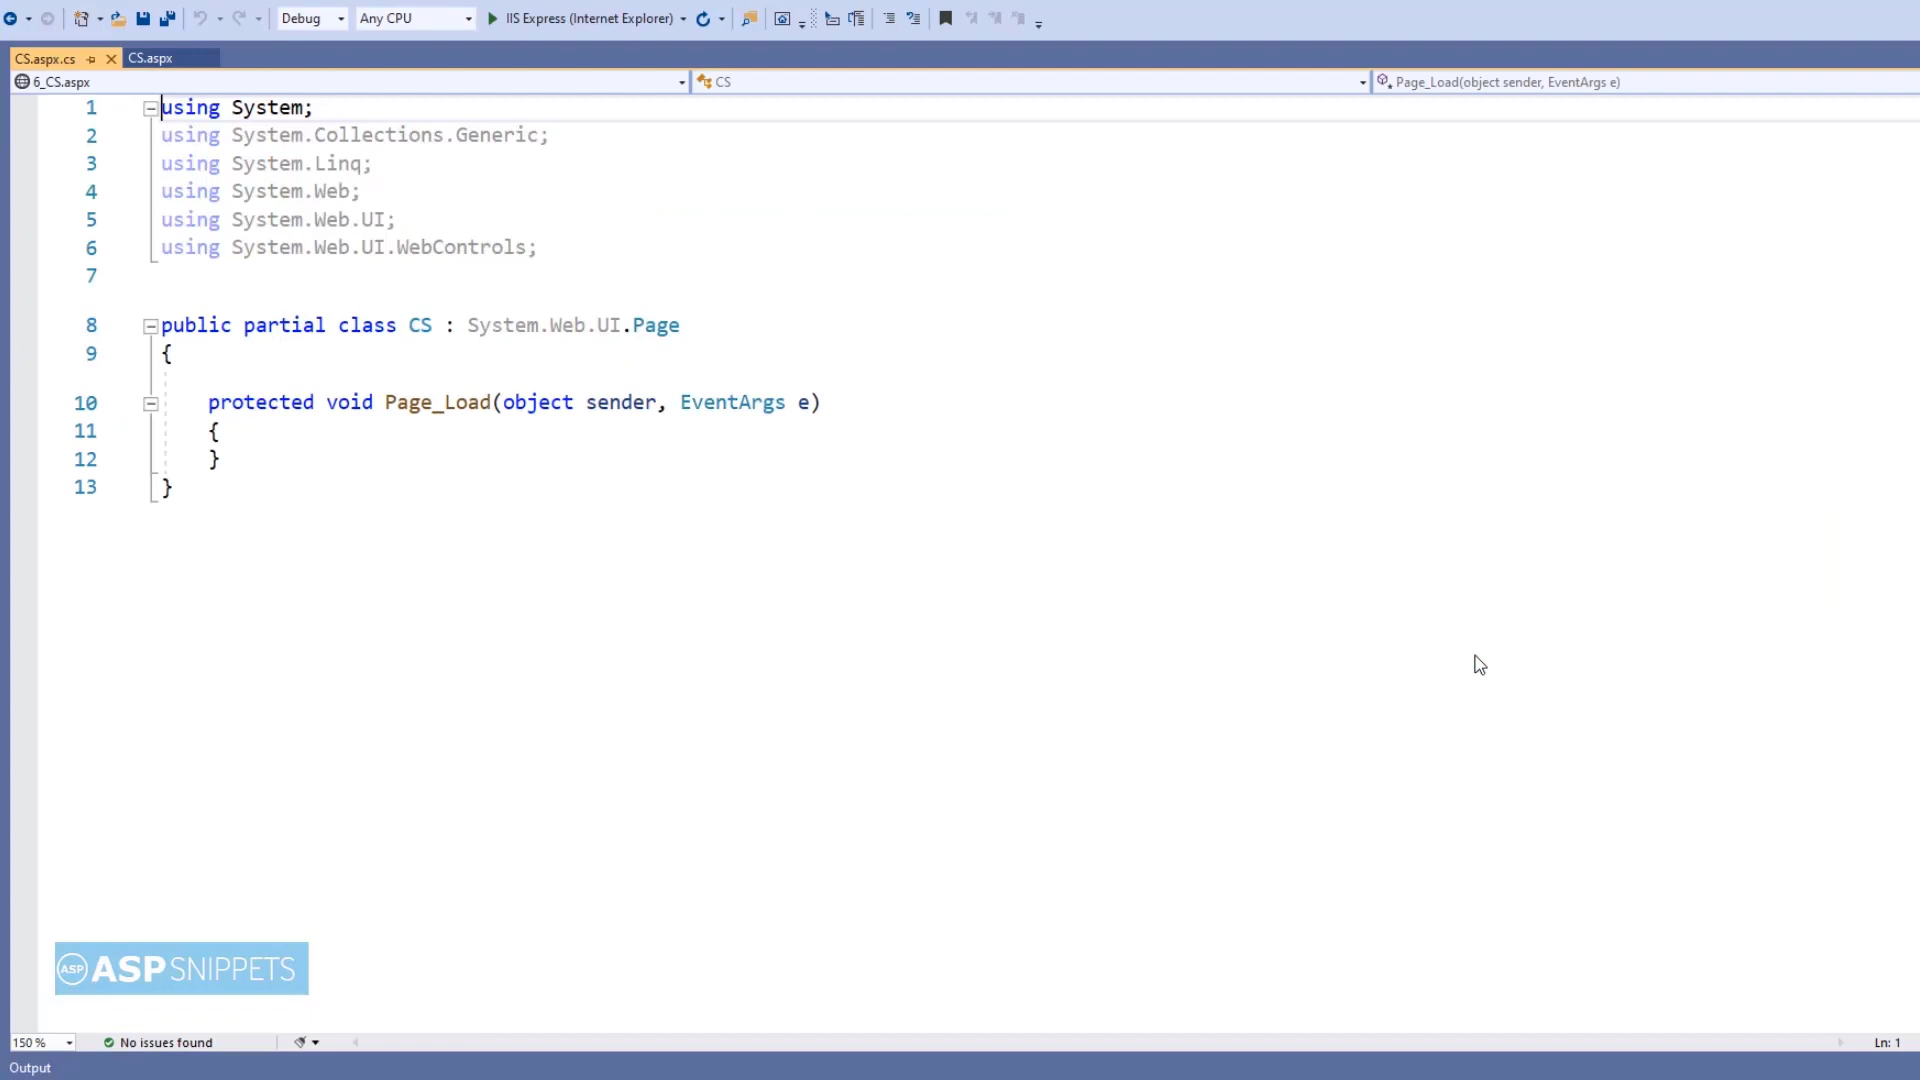 Debug Any CPU IIS Express (Internet Explorer)
CS.aspx.cs CS.aspx
6_CS.aspx CS Page_Load(object sender, EventArgs e)
1 using System;
2 using System.Collections.Generic;
3 using System.Linq;
4 using System.Web;
5 using System.Web.UI;
6 using System.Web.UI.WebControls;
7
8 public partial class CS : System.Web.UI.Page
9 {
10 protected void Page_Load(object sender, EventArgs e)
11 {
12 }
13 }
ASP ASPSNIPPETS
150 % No issues found Ln: 1
Output